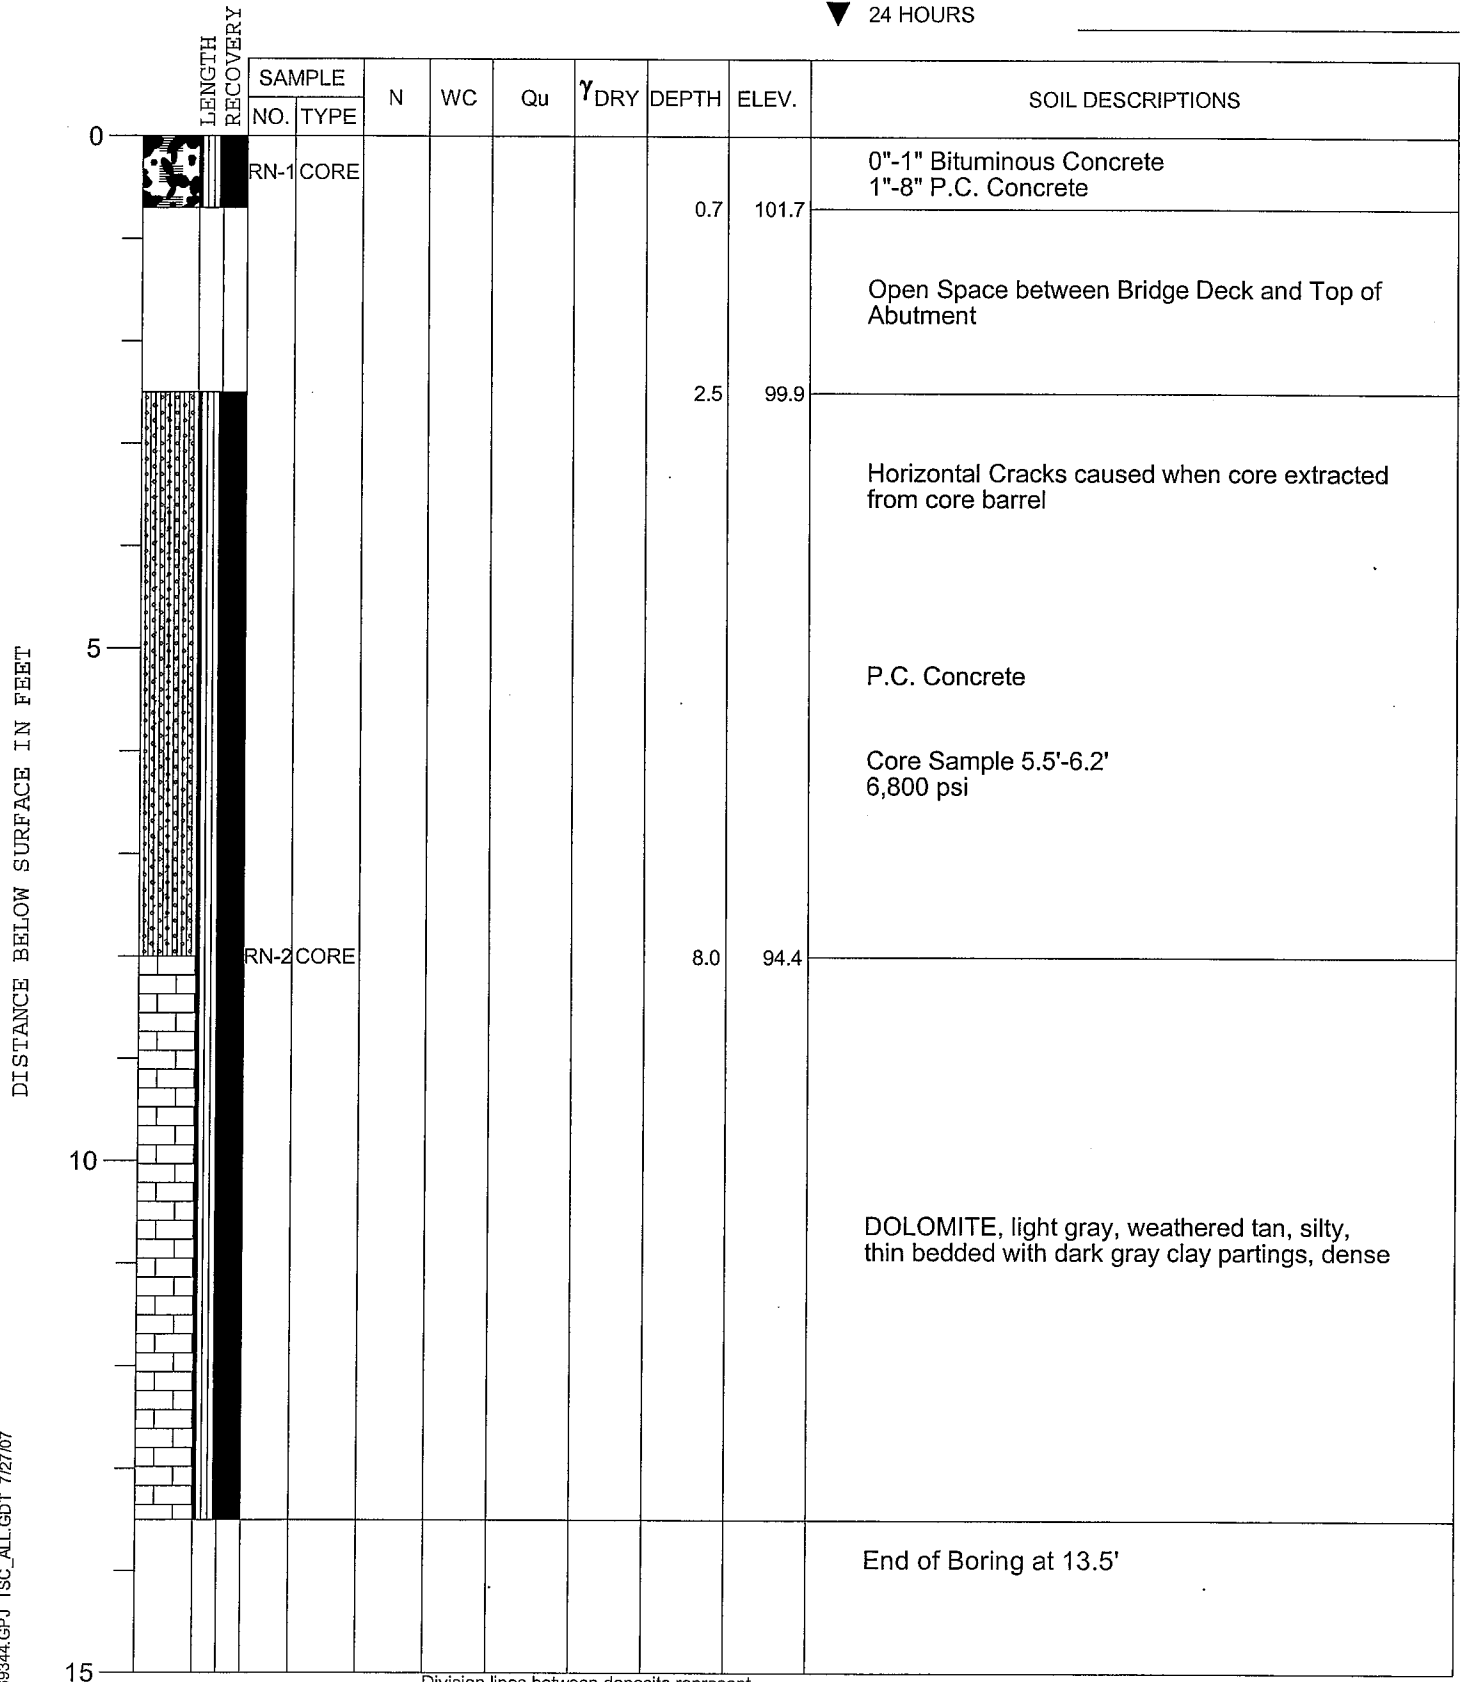 ▼ 24 HOURS
LENGTH
RECOVERY
SAMPLE
NO. TYPE N WC Qu γDRY DEPTH ELEV. SOIL DESCRIPTIONS
0
RN-1 CORE
0"-1" Bituminous Concrete
1"-8" P.C. Concrete
0.7 101.7
Open Space between Bridge Deck and Top of
Abutment
2.5 99.9
Horizontal Cracks caused when core extracted
from core barrel
5
P.C. Concrete
Core Sample 5.5'-6.2'
6,800 psi
RN-2 CORE 8.0 94.4
10
DOLOMITE, light gray, weathered tan, silty,
thin bedded with dark gray clay partings, dense
End of Boring at 13.5'
15
DISTANCE BELOW SURFACE IN FEET
TSC_ALL.GDT 7/27/07
Division lines between deposits represent